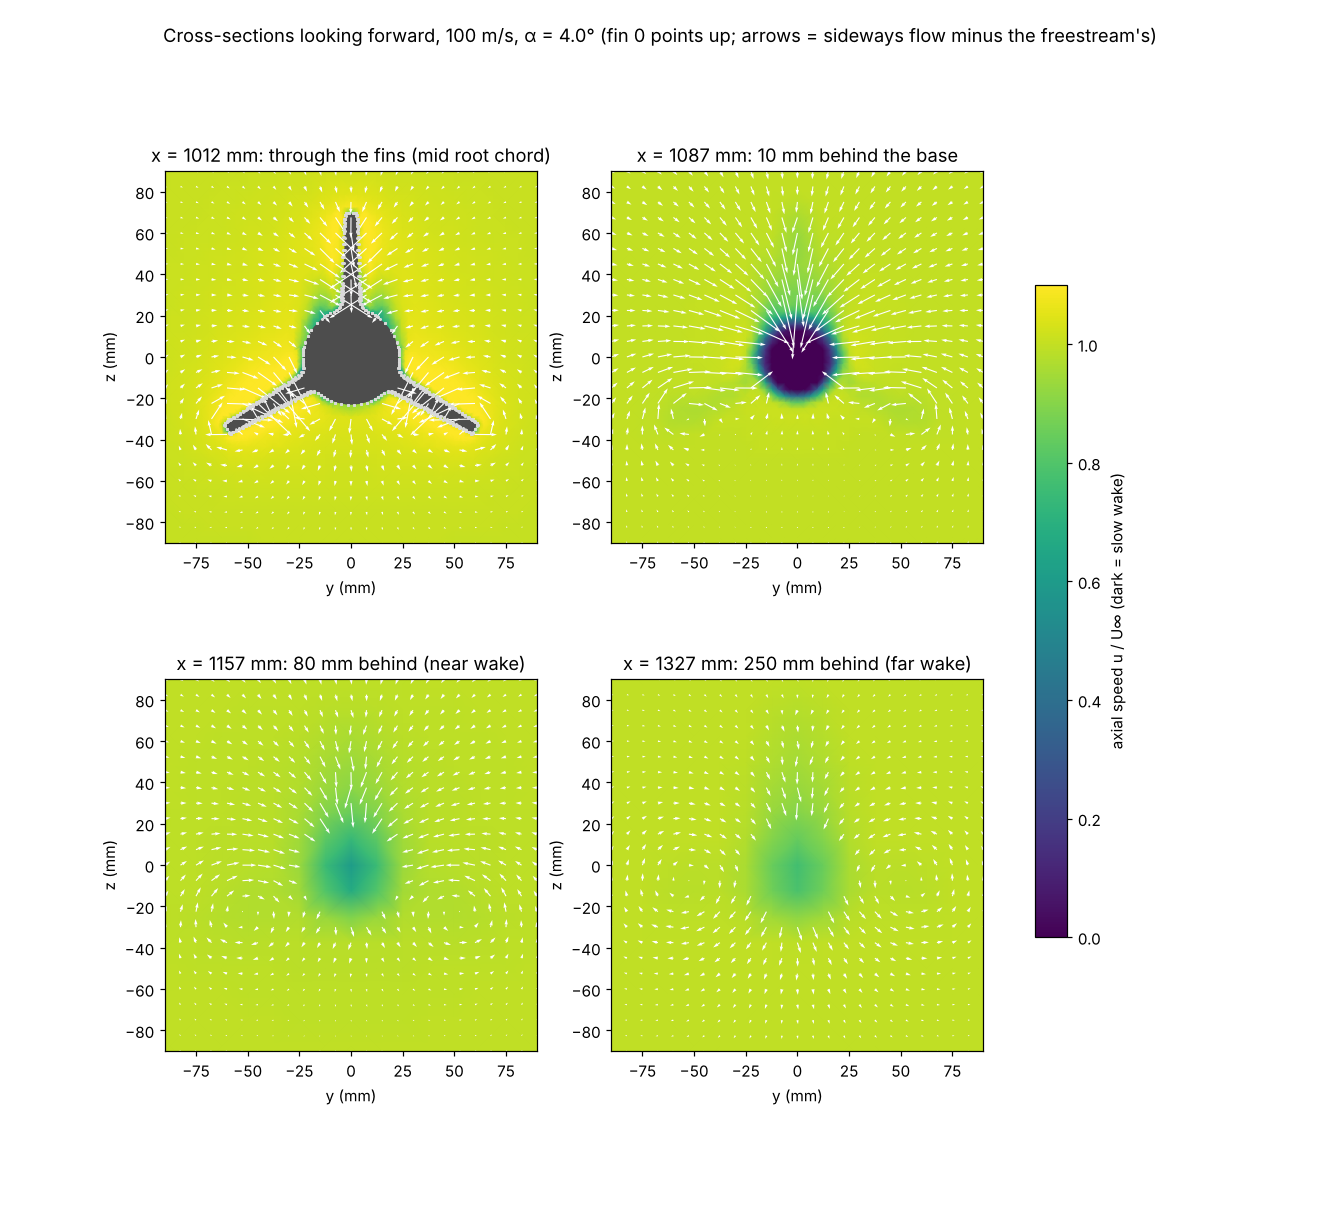 Cross-sections looking forward, 100 m/s, α = 4.0° (fin 0 points up; arrows = sideways flow minus the freestream's)
x = 1012 mm: through the fins (mid root chord)
80
60
40
20
0
−20
−40
−60
−80
z (mm)
−75 −50 −25 0 25 50 75
y (mm)
x = 1087 mm: 10 mm behind the base
80
60
40
20
0
−20
−40
−60
−80
z (mm)
−75 −50 −25 0 25 50 75
y (mm)
x = 1157 mm: 80 mm behind (near wake)
80
60
40
20
0
−20
−40
−60
−80
z (mm)
−75 −50 −25 0 25 50 75
y (mm)
x = 1327 mm: 250 mm behind (far wake)
80
60
40
20
0
−20
−40
−60
−80
z (mm)
−75 −50 −25 0 25 50 75
y (mm)
1.0
0.8
0.6
0.4
0.2
0.0
axial speed u / U∞ (dark = slow wake)